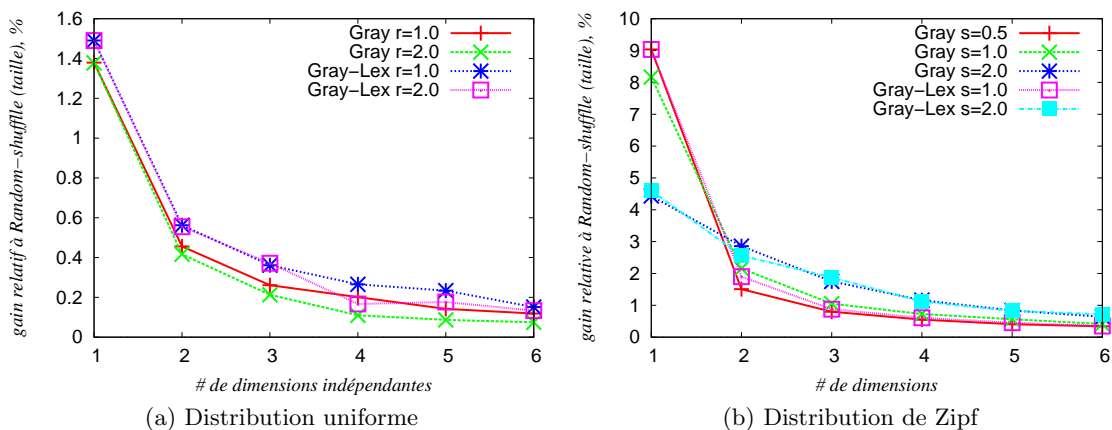 gain relatif à Random−shufflle (taille), %
1.6
1.4
1.2
1
0.8
0.6
0.4
0.2
0
1 2 3 4 5 6
# de dimensions indépendantes
Gray r=1.0
Gray r=2.0
Gray−Lex r=1.0
Gray−Lex r=2.0
(a) Distribution uniforme
gain relative à Random−shufflle (taille), %
10
9
8
7
6
5
4
3
2
1
0
1 2 3 4 5 6
# de dimensions
Gray s=0.5
Gray s=1.0
Gray s=2.0
Gray−Lex s=1.0
Gray−Lex s=2.0
(b) Distribution de Zipf